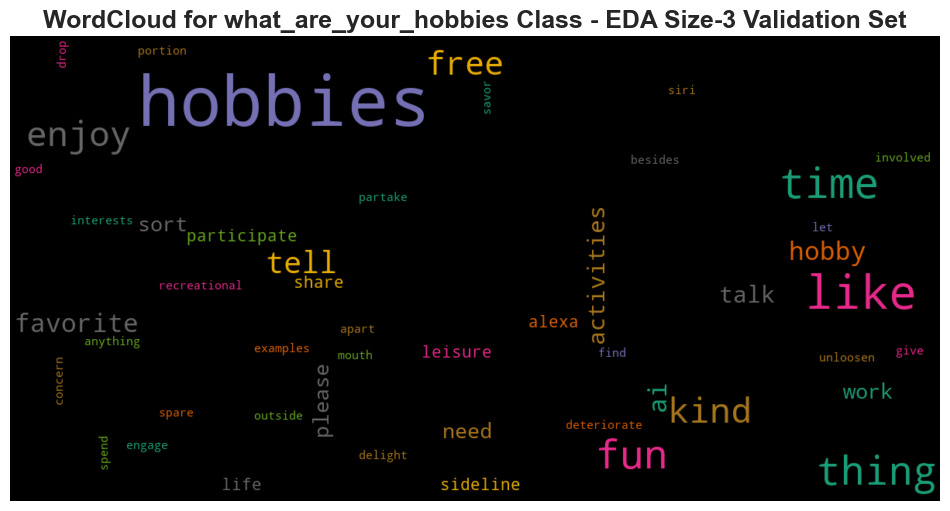 WordCloud for what_are_your_hobbies Class - EDA Size-3 Validation Set
drop
portion
free
hobbies
savor
siri
enjoy
good
besides
involved
time
partake
interests
sort
participate
activities
let
hobby
tell
share
recreational
talk
like
favorite
alexa
apart
anything
examples
mouth
leisure
find
unloosen
give
concern
please
ai
work
kind
spare
outside
need
deteriorate
spend
engage
delight
fun
life
sideline
thing